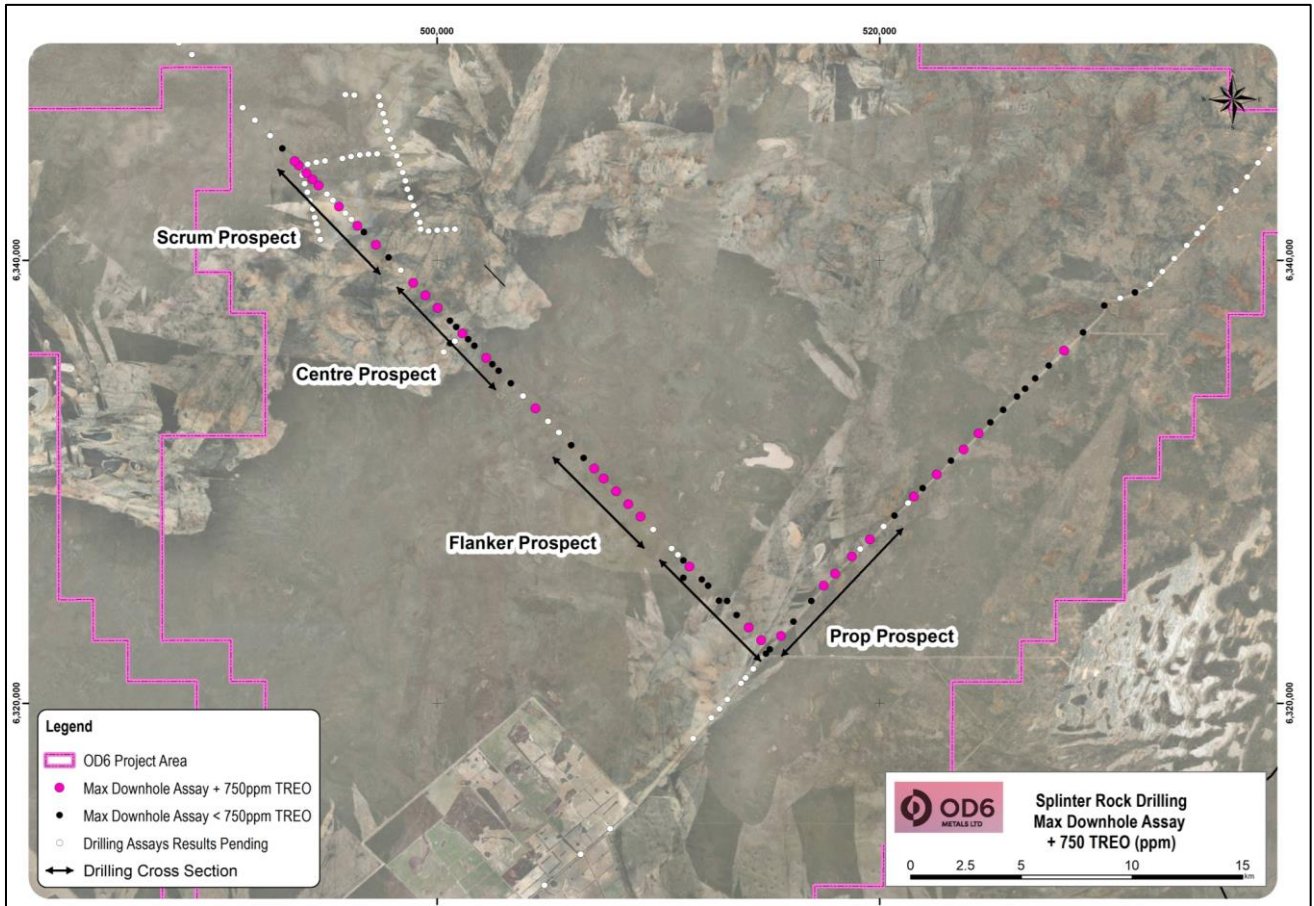 500,000
520,000
6,340,000
6,340,000
Scrum Prospect
Centre Prospect
Flanker Prospect
Prop Prospect
6,320,000
6,320,000
Legend
OD6 Project Area
Max Downhole Assay + 750ppm TREO
Max Downhole Assay < 750ppm TREO
Drilling Assays Results Pending
Drilling Cross Section
OD6
METALS LTD
Splinter Rock Drilling
Max Downhole Assay
+ 750 TREO (ppm)
0 2.5 5 10 15
km